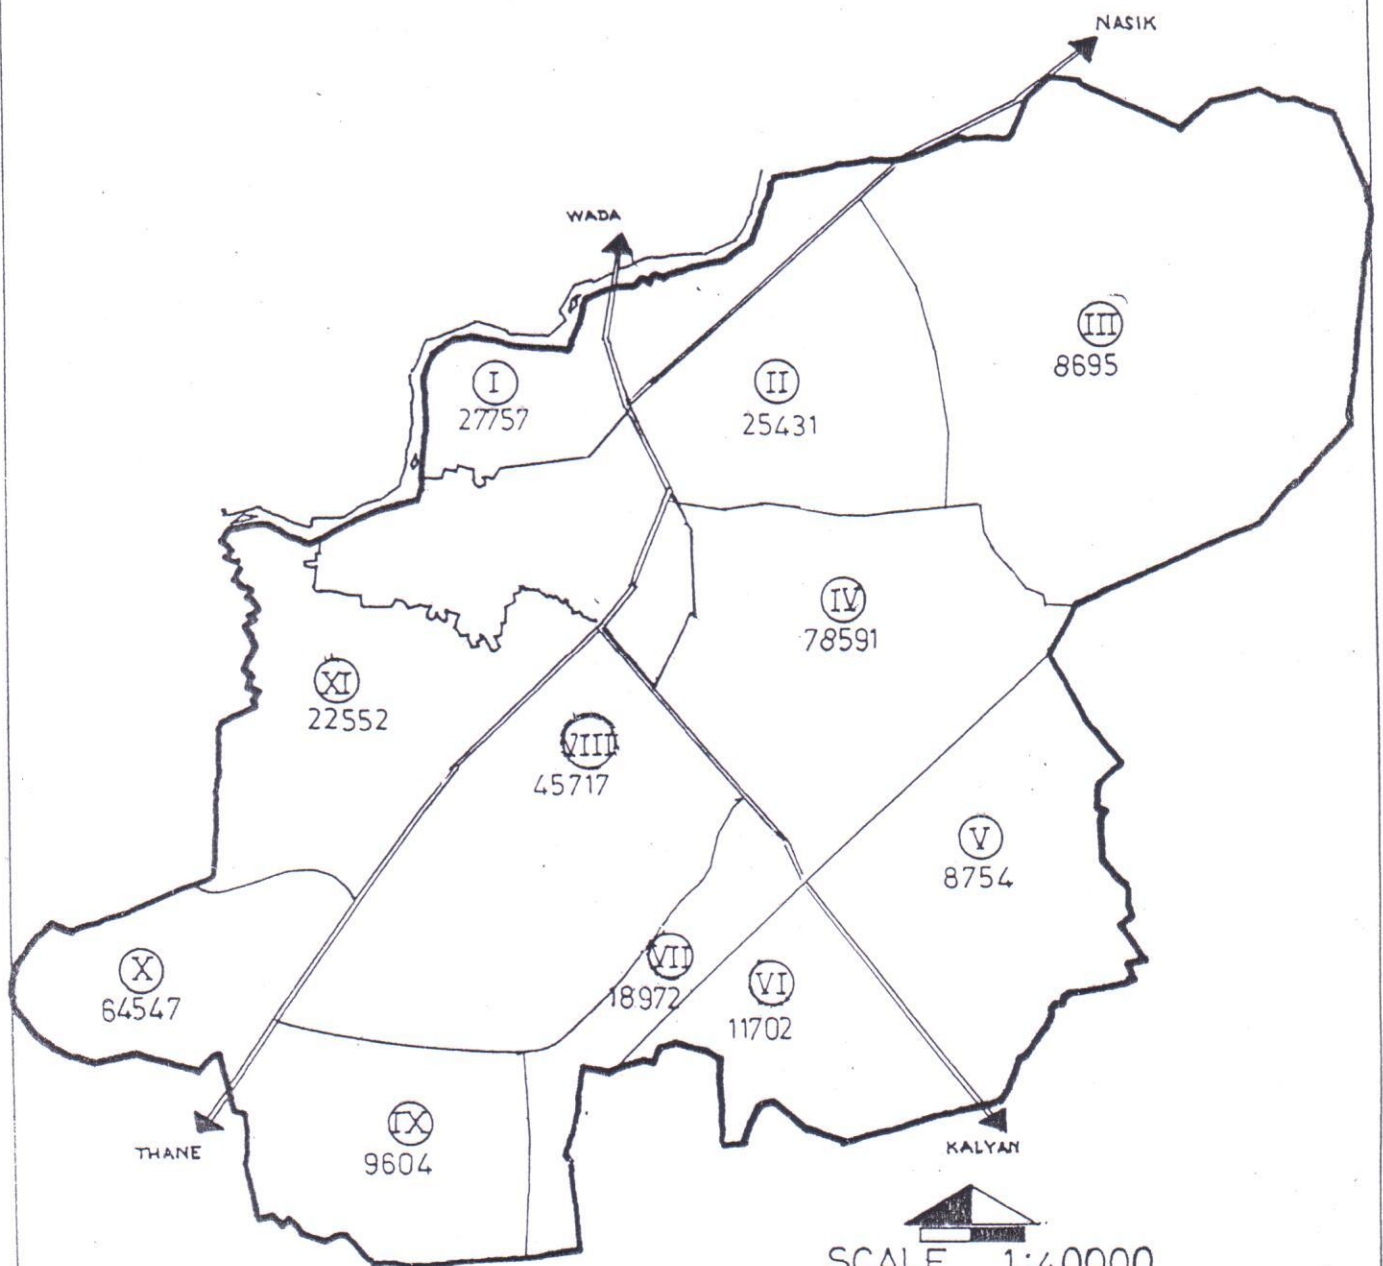 NASIK
WADA
III
8695
I
27757
II
25431
IV
78591
XI
22552
VIII
45717
V
8754
X
64547
VII
18972
VI
11702
IX
9604
THANE
KALYAN
SCALE 1:40000